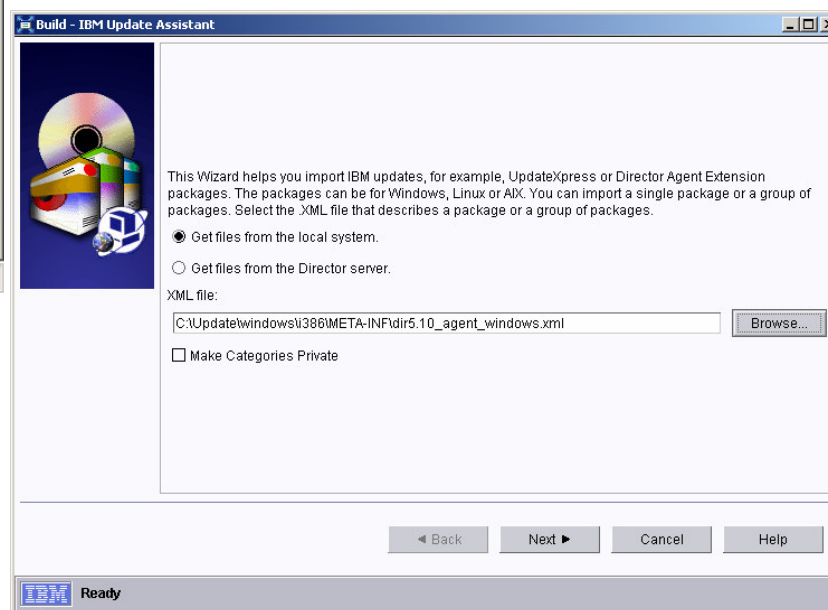 Build - IBM Update Assistant
This Wizard helps you import IBM updates, for example, UpdateXpress or Director Agent Extension
packages. The packages can be for Windows, Linux or AIX. You can import a single package or a group of
packages. Select the .XML file that describes a package or a group of packages.
Get files from the local system.
Get files from the Director server.
XML file:
C:\Update\windows\i386\META-INF\dir5.10_agent_windows.xml
Browse...
Make Categories Private
Back Next Cancel Help
IBM Ready